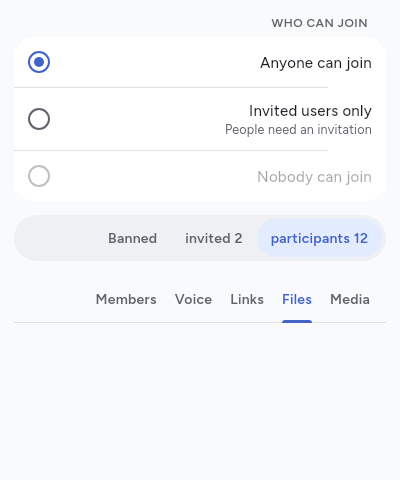 WHO CAN JOIN
Anyone can join
Invited users only
People need an invitation
Nobody can join
participants 12 invited 2 Banned
Media Files Links Voice Members